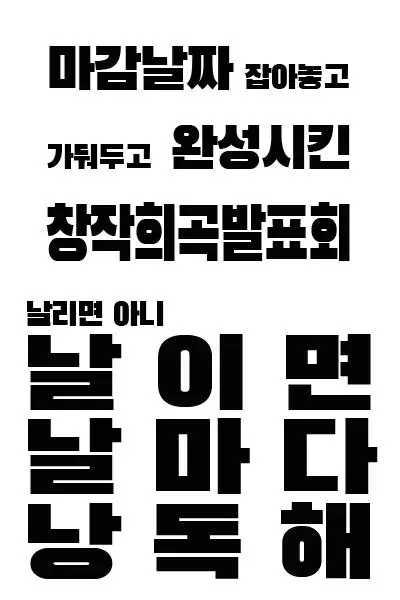 마감날짜 잡아놓고
가둬두고 완성시킨
창작희곡발표회
날리면 아니
날 이 면
날 마 다
낭 독 해